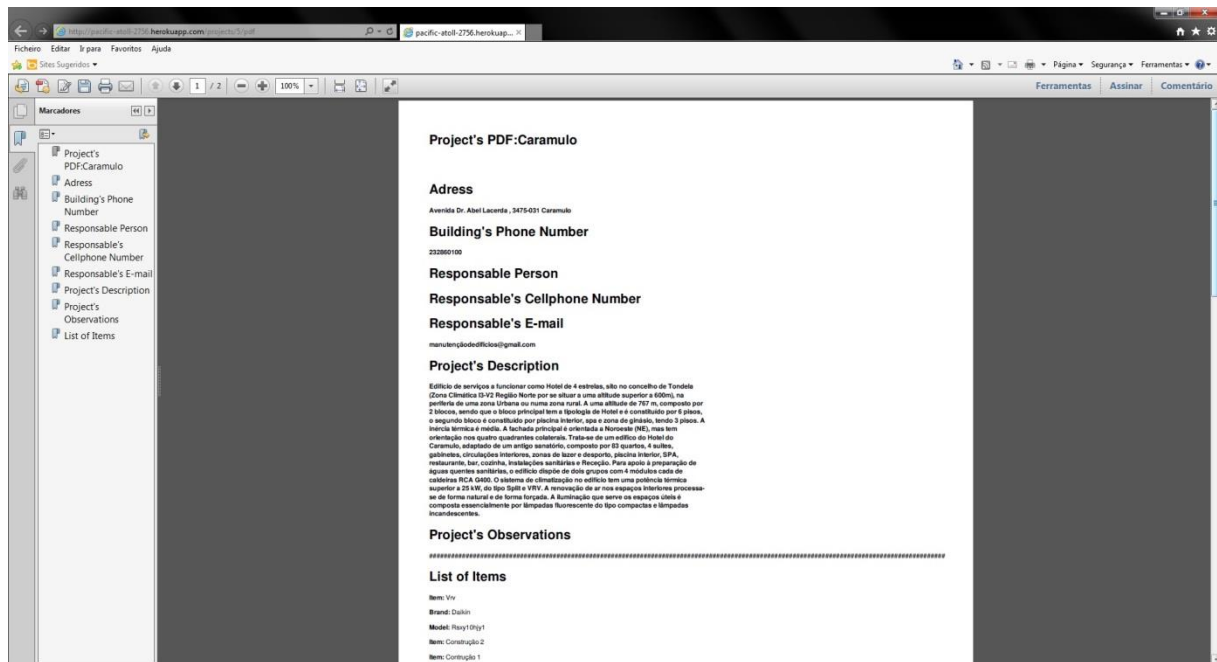 http://pacific-atoll-2756.herokuapp.com/projects/5/pdf
pacific-atoll-2756.herokuap...
Ficheiro Editar Ir para Favoritos Ajuda
Sites Sugeridos
Página Segurança Ferramentas
1 / 2 100%
Ferramentas Assinar Comentário
Marcadores
Project's
PDF:Caramulo
Adress
Building's Phone
Number
Responsable Person
Responsable's
Cellphone Number
Responsable's E-mail
Project's Description
Project's
Observations
List of Items
Project's PDF:Caramulo
Adress
Avenida Dr. Abel Lacerda , 3475-031 Caramulo
Building's Phone Number
232860100
Responsable Person
Responsable's Cellphone Number
Responsable's E-mail
manutençãodedificios@gmail.com
Project's Description
Edifício de serviços a funcionar como Hotel de 4 estrelas, sito no concelho de Tondela
(Zona Climática I3-V2 Região Norte por se situar a uma altitude superior a 600m), na
periferia de uma zona Urbana ou numa zona rural. A uma altitude de 767 m, composto por
2 blocos, sendo que o bloco principal tem a tipologia de Hotel e é constituído por 6 pisos,
o segundo bloco é constituído por piscina interior, spa e zona de ginásio, tendo 3 pisos. A
inércia térmica é média. A fachada principal é orientada a Noroeste (NE), mas tem
orientação nos quatro quadrantes colaterais. Trata-se de um edifico do Hotel do
Caramulo, adaptado de um antigo sanatório, composto por 83 quartos, 4 suites,
gabinetes, circulações interiores, zonas de lazer e desporto, piscina interior, SPA,
restaurante, bar, cozinha, instalações sanitárias e Receção. Para apoio à preparação de
águas quentes sanitárias, o edifício dispõe de dois grupos com 4 módulos cada de
caldeiras RCA G400. O sistema de climatização no edifício tem uma potência térmica
superior a 25 kW, do tipo Split e VRV. A renovação de ar nos espaços interiores processa-
se de forma natural e de forma forçada. A iluminação que serve os espaços úteis é
composta essencialmente por lâmpadas fluorescente do tipo compactas e lâmpadas
incandescentes.
Project's Observations
List of Items
Item: Vrv
Brand: Daikin
Model: Rsxy10hjy1
Item: Construção 2
Item: Contrução 1